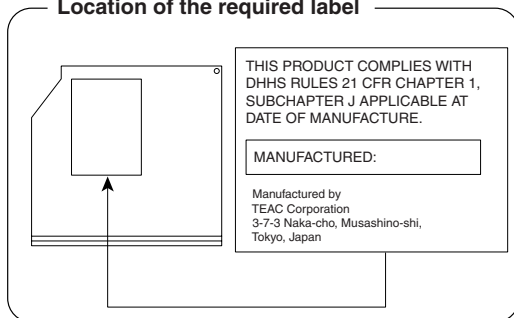 Location of the required label
THIS PRODUCT COMPLIES WITH
DHHS RULES 21 CFR CHAPTER 1,
SUBCHAPTER J APPLICABLE AT
DATE OF MANUFACTURE.
MANUFACTURED:
Manufactured by
TEAC Corporation
3-7-3 Naka-cho, Musashino-shi,
Tokyo, Japan